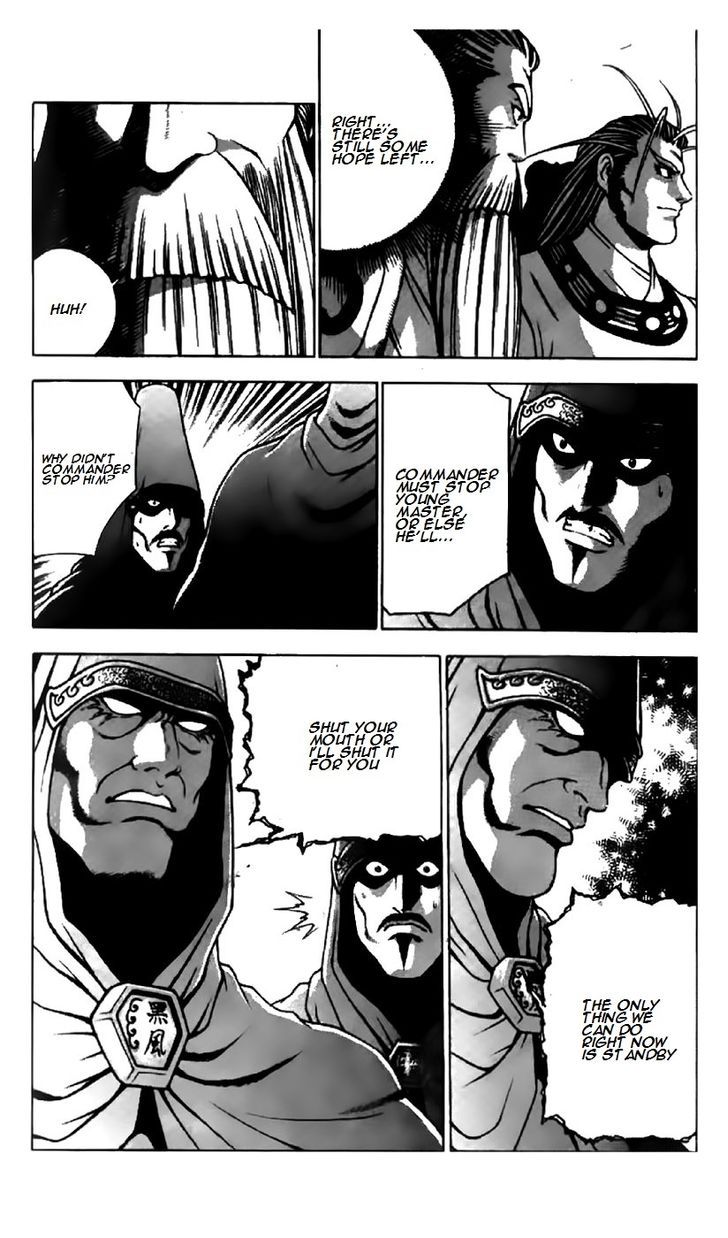 RIGHT...
THERE'S
STILL SOME
HOPE LEFT...
HUH!
COMMANDER
MUST STOP
YOUNG
MASTER,
OR ELSE
HE'LL...
WHY DIDN'T
COMMANDER
STOP HIM?
THE ONLY
THING WE
CAN DO
RIGHT NOW
IS STANDBY
SHUT YOUR
MOUTH OR
I'LL SHUT IT
FOR YOU
黑風